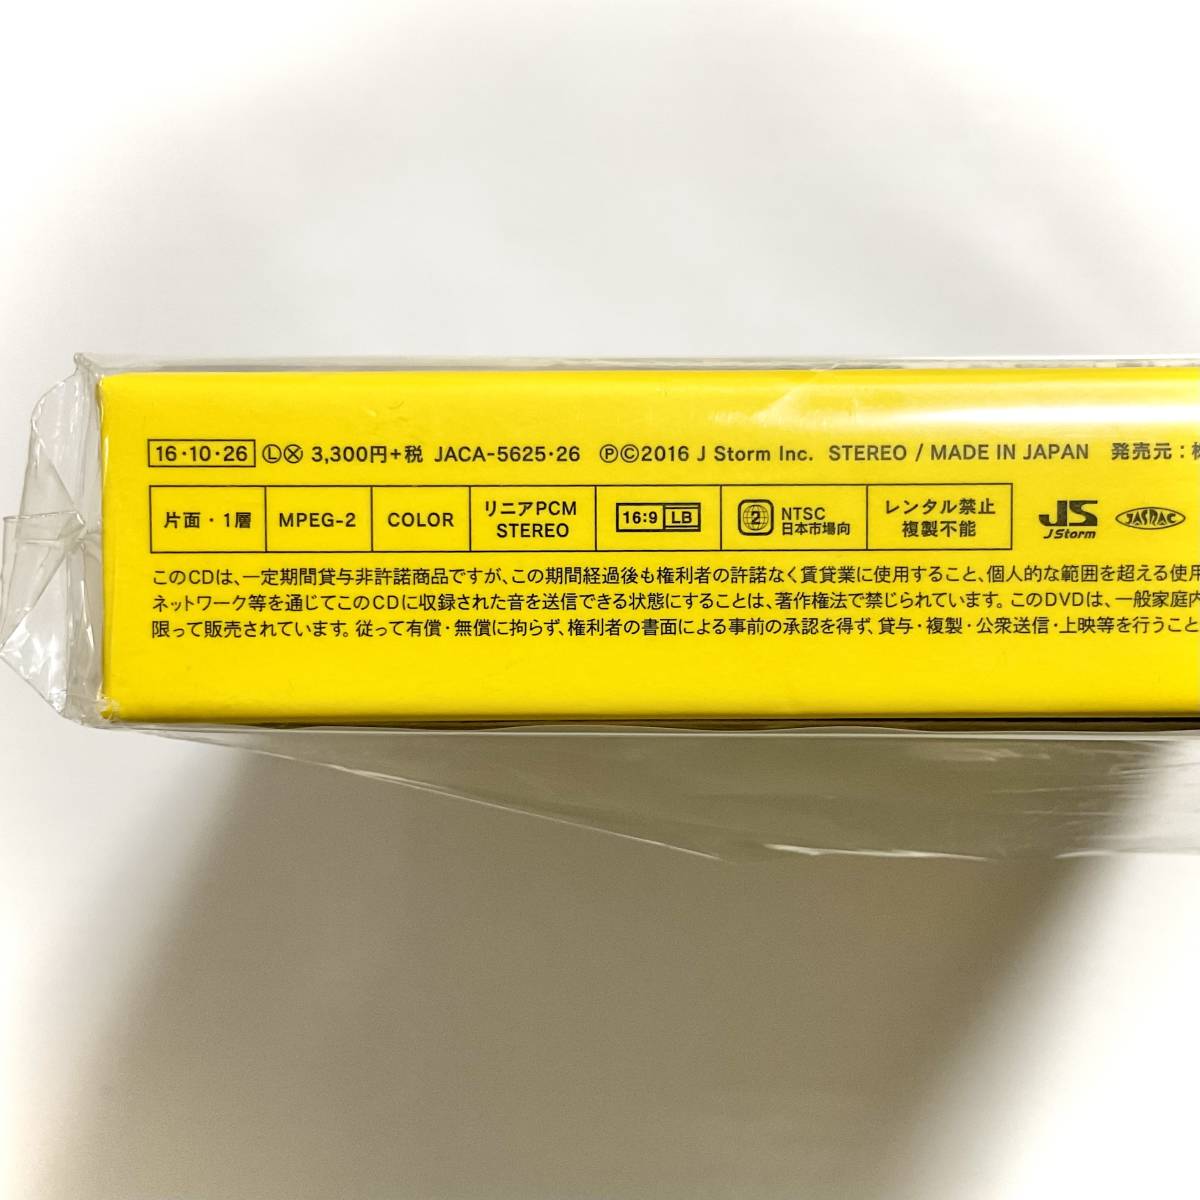 16・10・26 ⓁⓍ 3,300円+税 JACA-5625・26 ℗©2016 J Storm Inc. STEREO / MADE IN JAPAN 発売元:
片面・1層 MPEG-2 COLOR リニアPCM STEREO 16:9 LB 2 NTSC 日本市場向 レンタル禁止 複製不能 JS J Storm JASRAC
このCDは、一定期間貸与非許諾商品ですが、この期間経過後も権利者の許諾なく賃貸業に使用すること、個人的な範囲を超える使用
ネットワーク等を通じてこのCDに収録された音を送信できる状態にすることは、著作権法で禁じられています。このDVDは、一般家庭内
限って販売されています。従って有償・無償に拘らず、権利者の書面による事前の承認を得ず、貸与・複製・公衆送信・上映等を行うこと